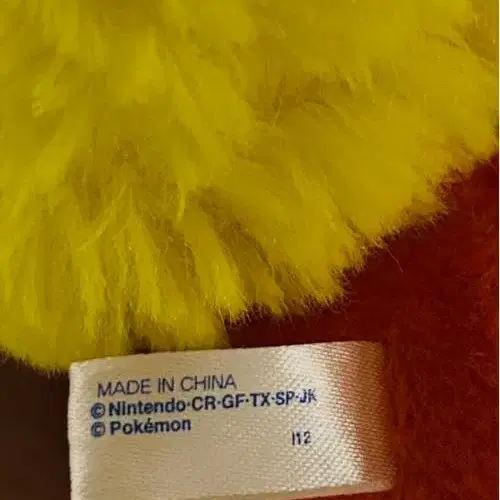 MADE IN CHINA
©Nintendo·CR·GF·TX·SP·JK
© Pokémon
I12